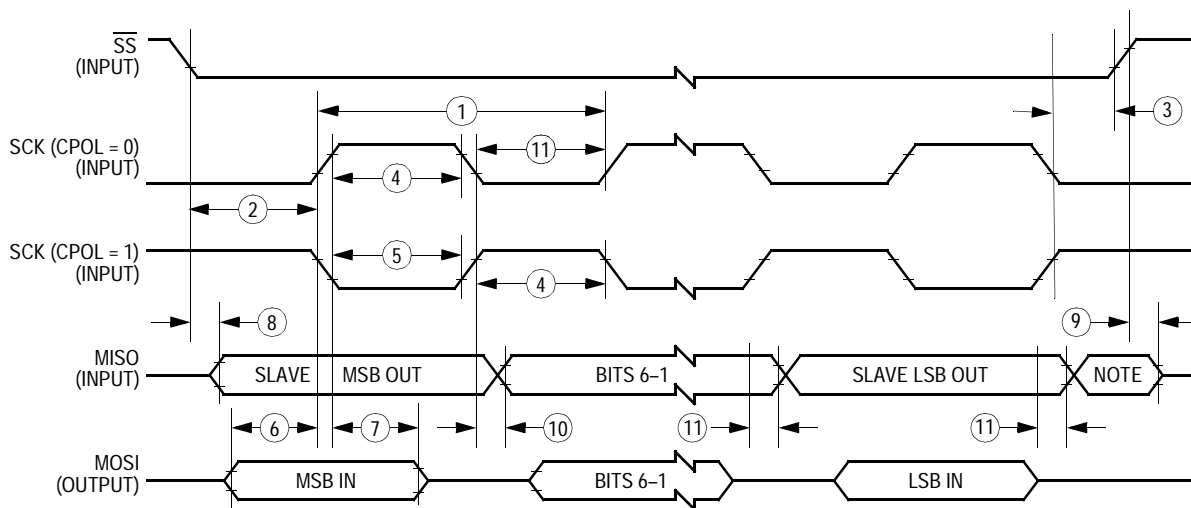 SS
(INPUT)
1
3
SCK (CPOL = 0)
(INPUT)
11
4
2
SCK (CPOL = 1)
(INPUT)
5
4
8
9
MISO
(INPUT)
SLAVE MSB OUT
BITS 6–1
SLAVE LSB OUT
NOTE
6
7
10
11
11
MOSI
(OUTPUT)
MSB IN
BITS 6–1
LSB IN